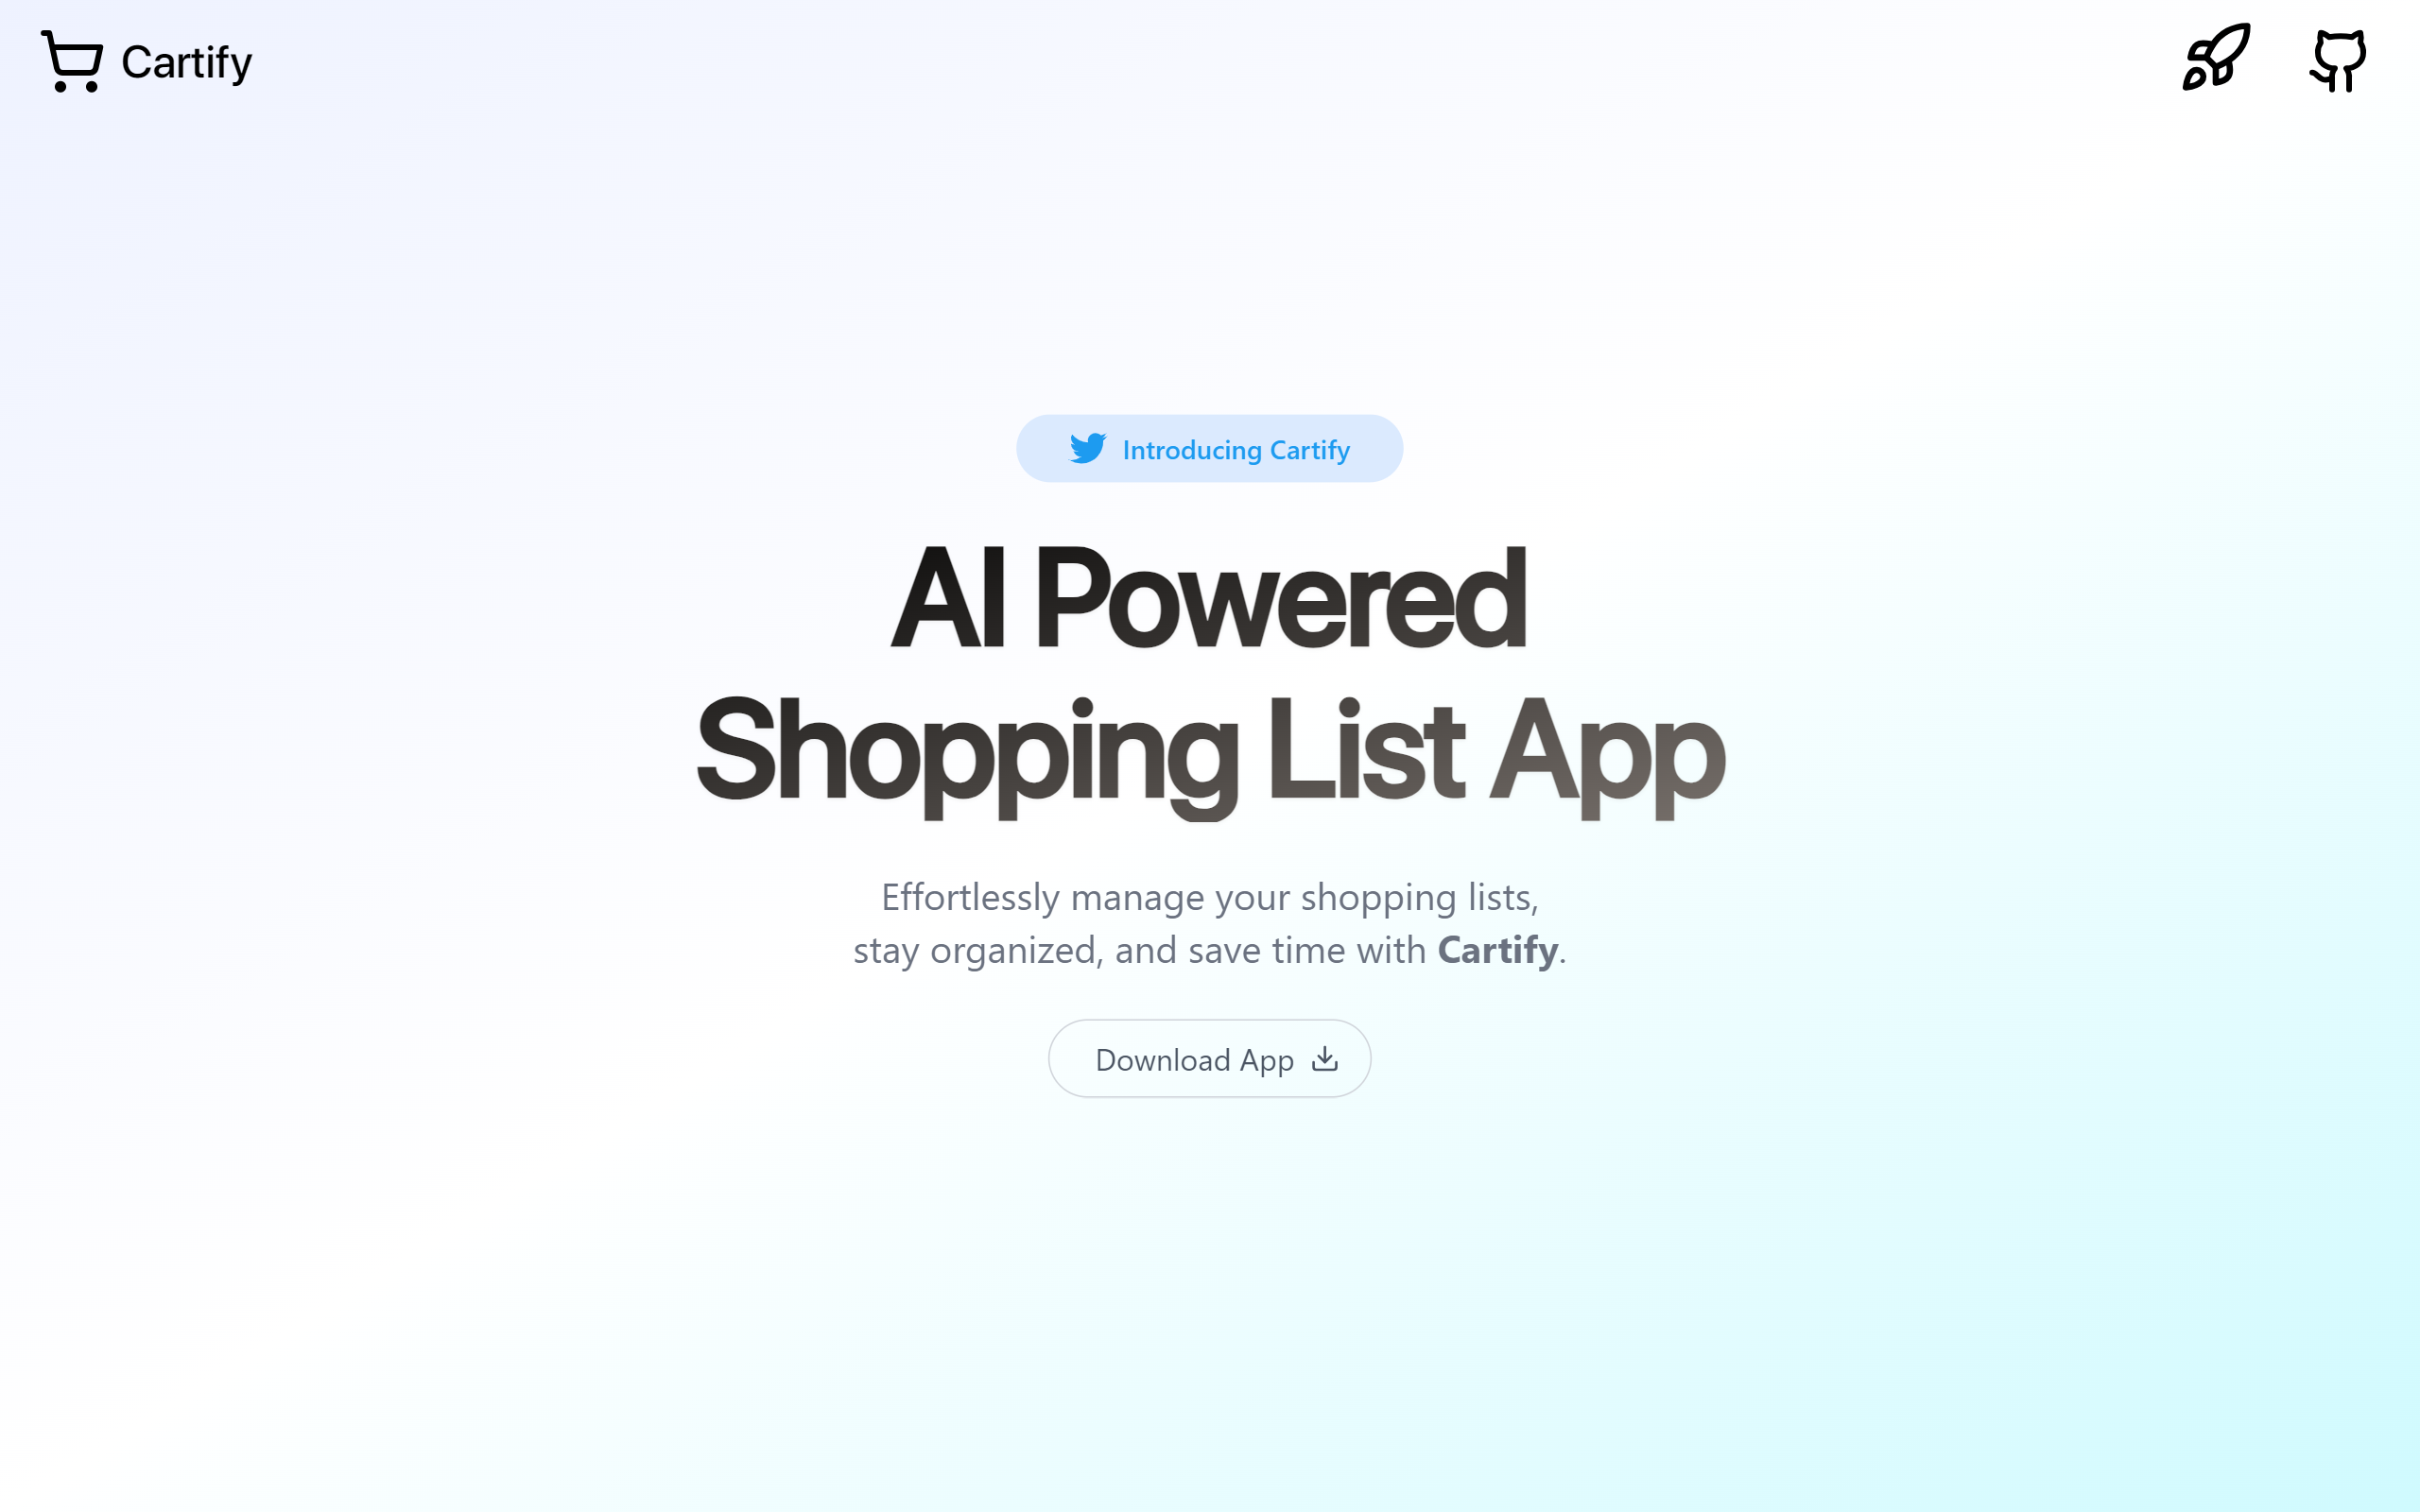 Cartify
Introducing Cartify
AI Powered
Shopping List App
Effortlessly manage your shopping lists,
stay organized, and save time with Cartify.
Download App